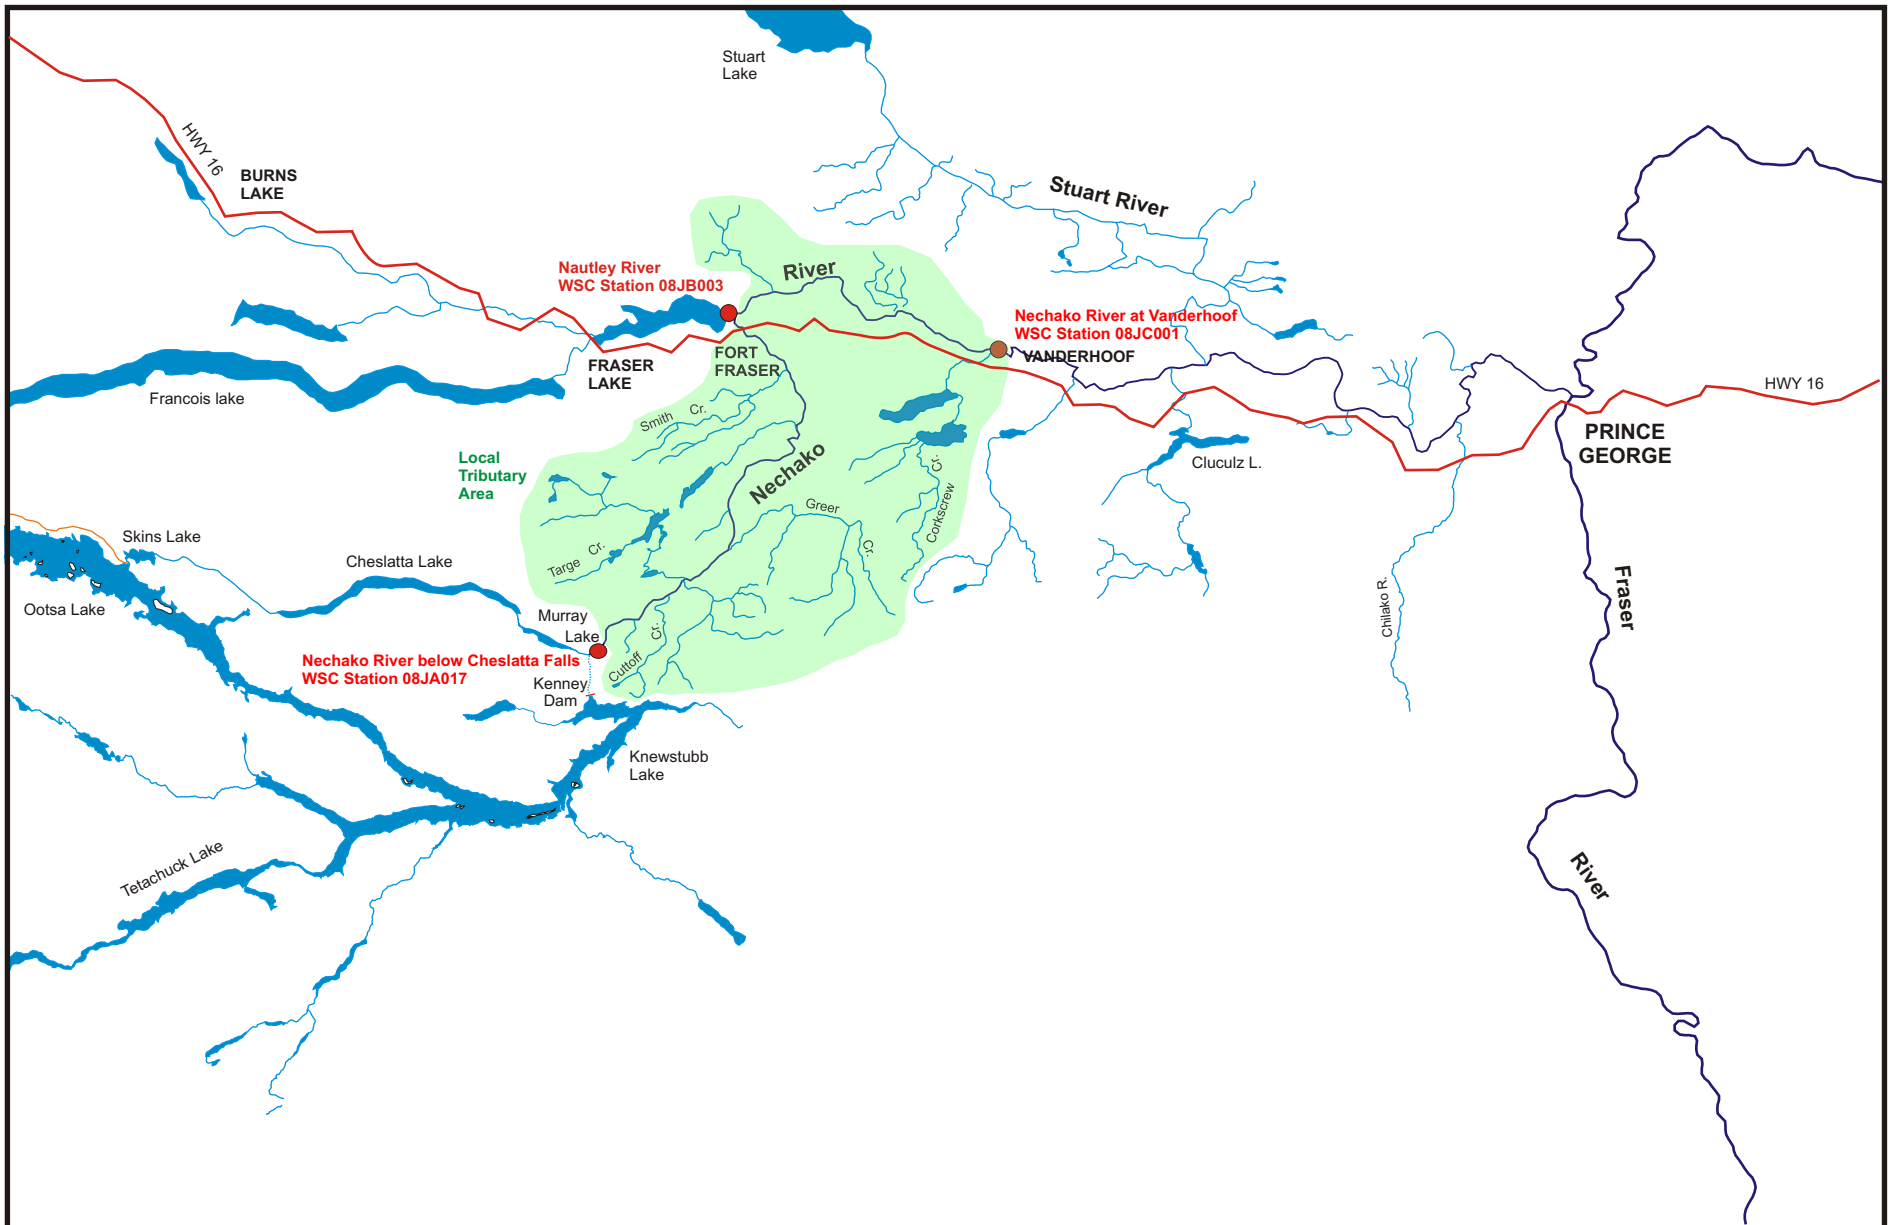 Stuart
Lake
HWY 16
BURNS
LAKE
Stuart River
Nautley River
WSC Station 08JB003
River
Nechako River at Vanderhoof
WSC Station 08JC001
VANDERHOOF
FORT
FRASER
FRASER
LAKE
Francois lake
HWY 16
Smith Cr.
PRINCE
GEORGE
Local
Tributary
Area
Nechako
Cluculz L.
Greer Cr.
Corkscrew Cr.
Skins Lake
Cheslatta Lake
Targe Cr.
Ootsa Lake
Murray
Lake
Chilako R.
Fraser
Nechako River below Cheslatta Falls
WSC Station 08JA017
Cuttoff Cr.
Kenney
Dam
Knewstubb
Lake
Tetachuck Lake
River